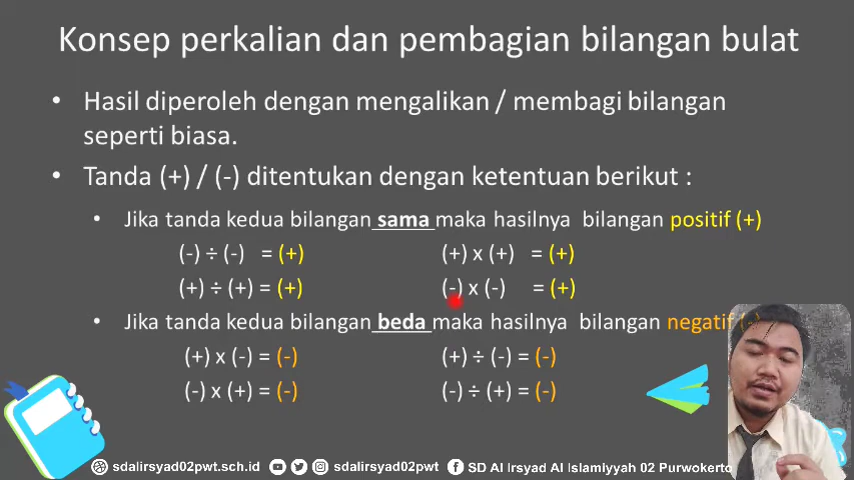 Konsep perkalian dan pembagian bilangan bulat
• Hasil diperoleh dengan mengalikan / membagi bilangan
seperti biasa.
• Tanda (+) / (-) ditentukan dengan ketentuan berikut :
• Jika tanda kedua bilangan sama maka hasilnya bilangan positif (+)
(-) ÷ (-) = (+) (+) x (+) = (+)
(+) ÷ (+) = (+) (-) x (-) = (+)
• Jika tanda kedua bilangan beda maka hasilnya bilangan negatif (-)
(+) x (-) = (-) (+) ÷ (-) = (-)
(-) x (+) = (-) (-) ÷ (+) = (-)
sdalirsyad02pwt.sch.id sdalirsyad02pwt SD Al Irsyad Al Islamiyyah 02 Purwokerto